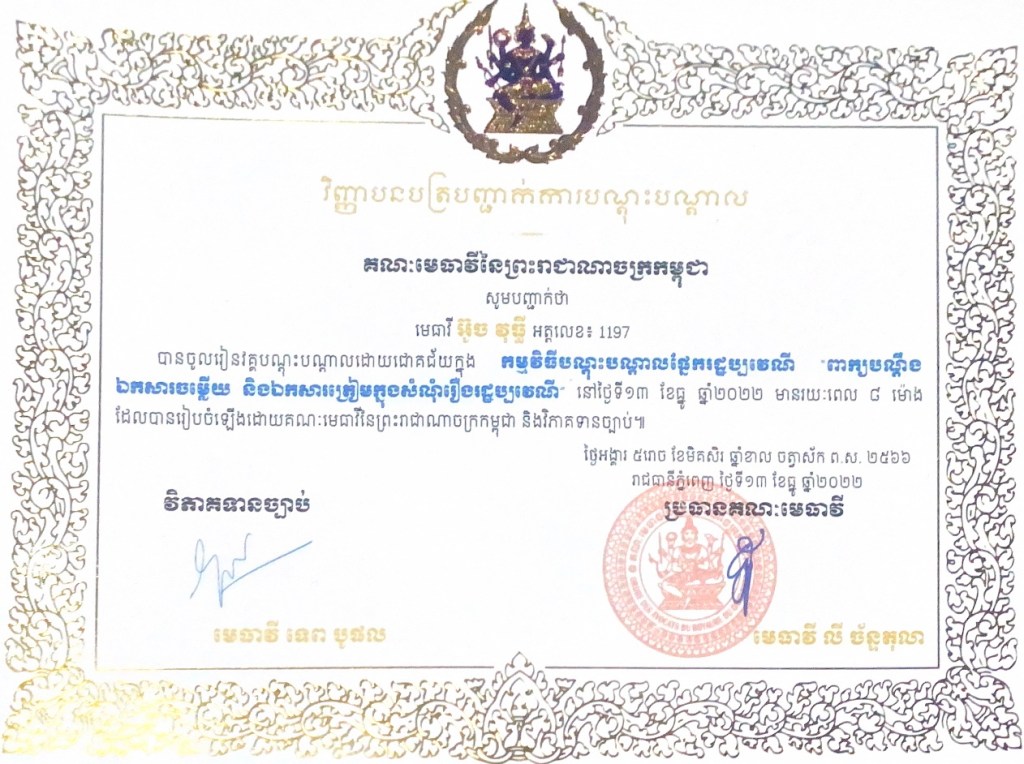 វិញ្ញាបនបត្របញ្ជាក់ការបណ្តុះបណ្តាល
គណៈមេធាវីនៃព្រះរាជាណាចក្រកម្ពុជា
សូមបញ្ជាក់ថា
មេធាវី អ៊ុច វុទ្ធី អត្តលេខ៖ 1197
បានចូលរៀនវគ្គបណ្តុះបណ្តាលដោយជោគជ័យក្នុង កម្មវិធីបណ្តុះបណ្តាលផ្នែករដ្ឋប្បវេណី "ពាក្យបណ្តឹង
ឯកសារចម្លើយ និងឯកសារត្រៀមក្នុងសំណុំរឿងរដ្ឋប្បវេណី" នៅថ្ងៃទី១៣ ខែធ្នូ ឆ្នាំ២០២២ មានរយៈពេល ៨ ម៉ោង
ដែលបានរៀបចំឡើងដោយគណៈមេធាវីនៃព្រះរាជាណាចក្រកម្ពុជា និងវិភាគទានច្បាប់៕
ថ្ងៃអង្គារ ៥រោច ខែមិគសិរ ឆ្នាំខាល ចត្វាស័ក ព.ស. ២៥៦៦
រាជធានីភ្នំពេញ ថ្ងៃទី១៣ ខែធ្នូ ឆ្នាំ២០២២
វិភាគទានច្បាប់
ប្រធានគណៈមេធាវី
មេធាវី ទេព បូផល
មេធាវី លី ច័ន្ទតុលា